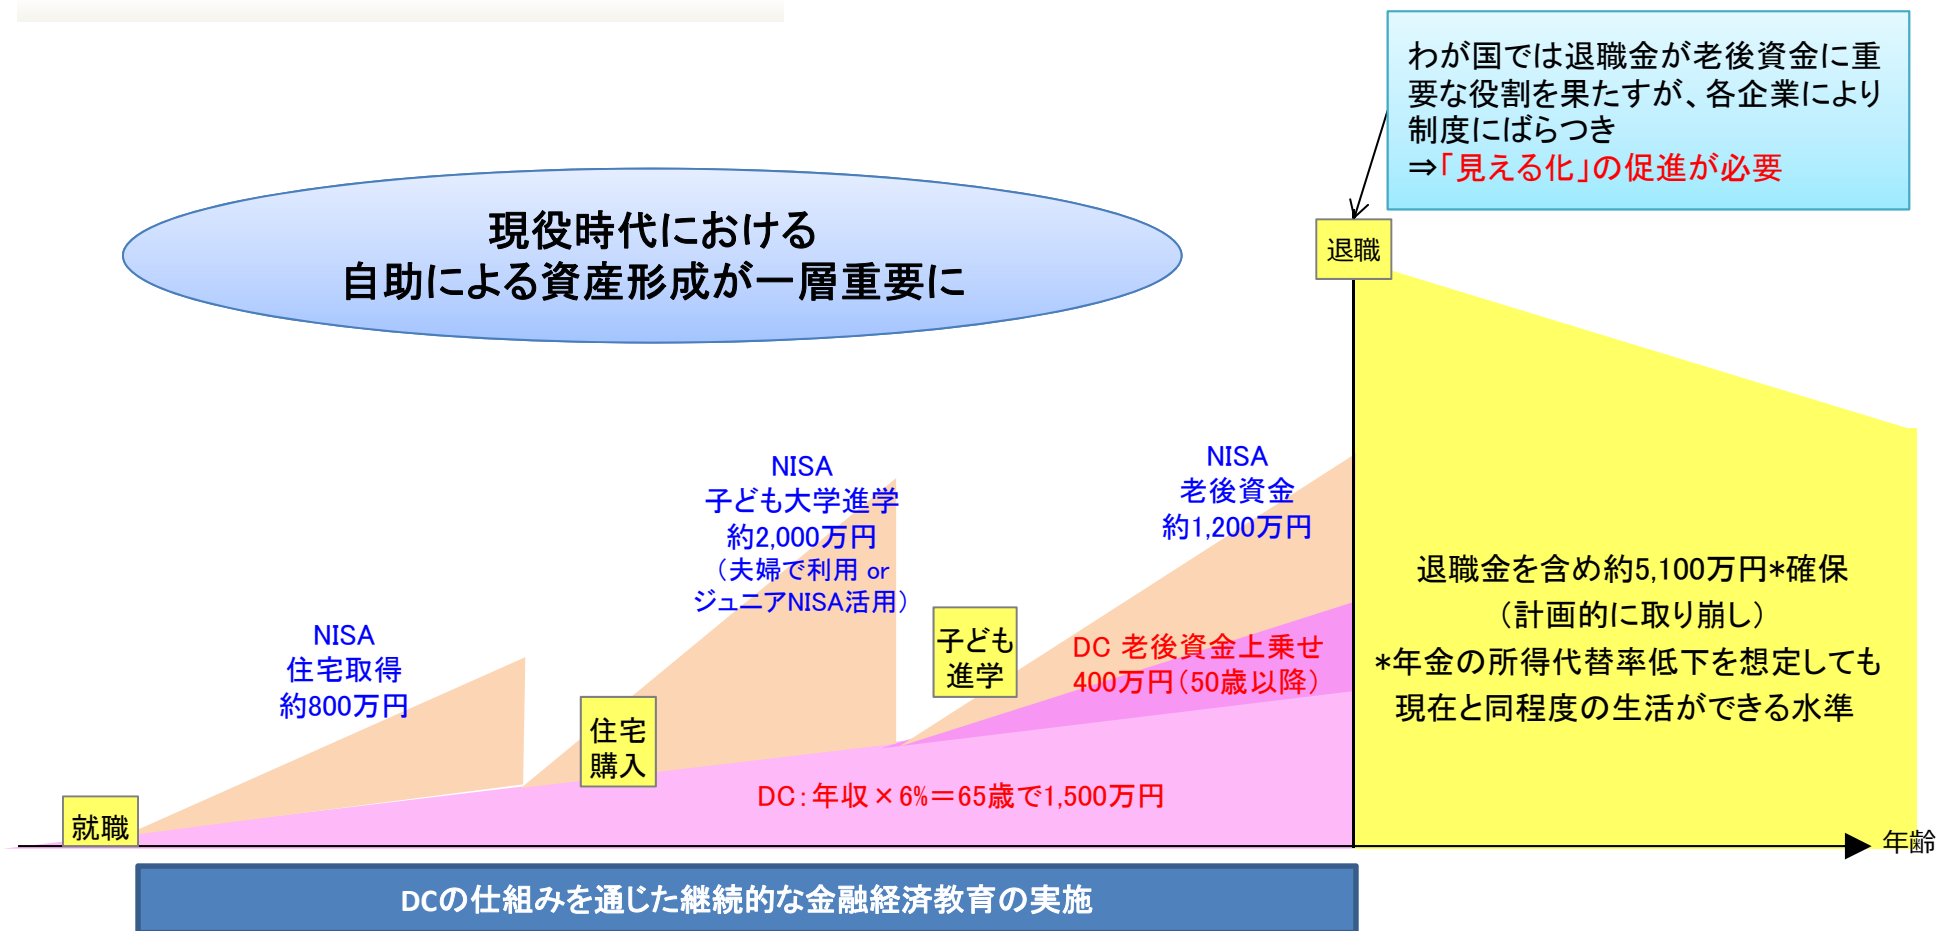 わが国では退職金が老後資金に重
要な役割を果たすが、各企業により
制度にばらつき
⇒「見える化」の促進が必要
現役時代における
自助による資産形成が一層重要に
退職
NISA
老後資金
約1,200万円
NISA
子ども大学進学
約2,000万円
(夫婦で利用 or
ジュニアNISA活用)
NISA
住宅取得
約800万円
子ども
進学
DC 老後資金上乗せ
400万円(50歳以降)
退職金を含め約5,100万円*確保
(計画的に取り崩し)
*年金の所得代替率低下を想定しても
現在と同程度の生活ができる水準
住宅
購入
DC:年収×6%=65歳で1,500万円
就職
年齢
DCの仕組みを通じた継続的な金融経済教育の実施